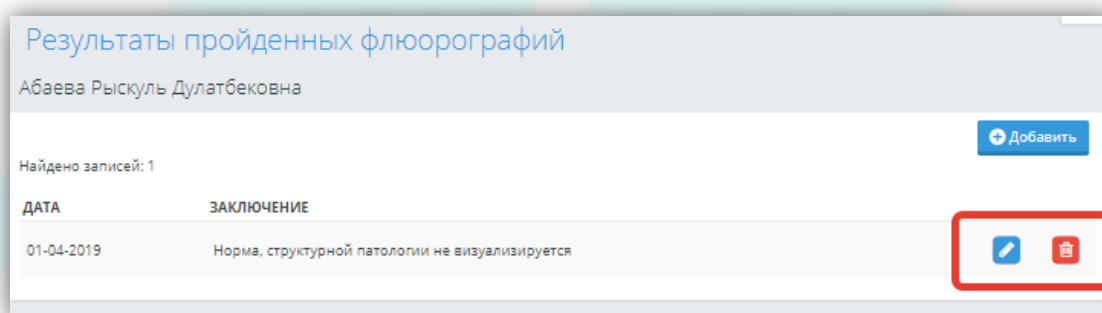 Результаты пройденных флюорографий
Абаева Рыскуль Дулатбековна
Добавить
Найдено записей: 1
ДАТА ЗАКЛЮЧЕНИЕ
01-04-2019 Норма, структурной патологии не визуализируется